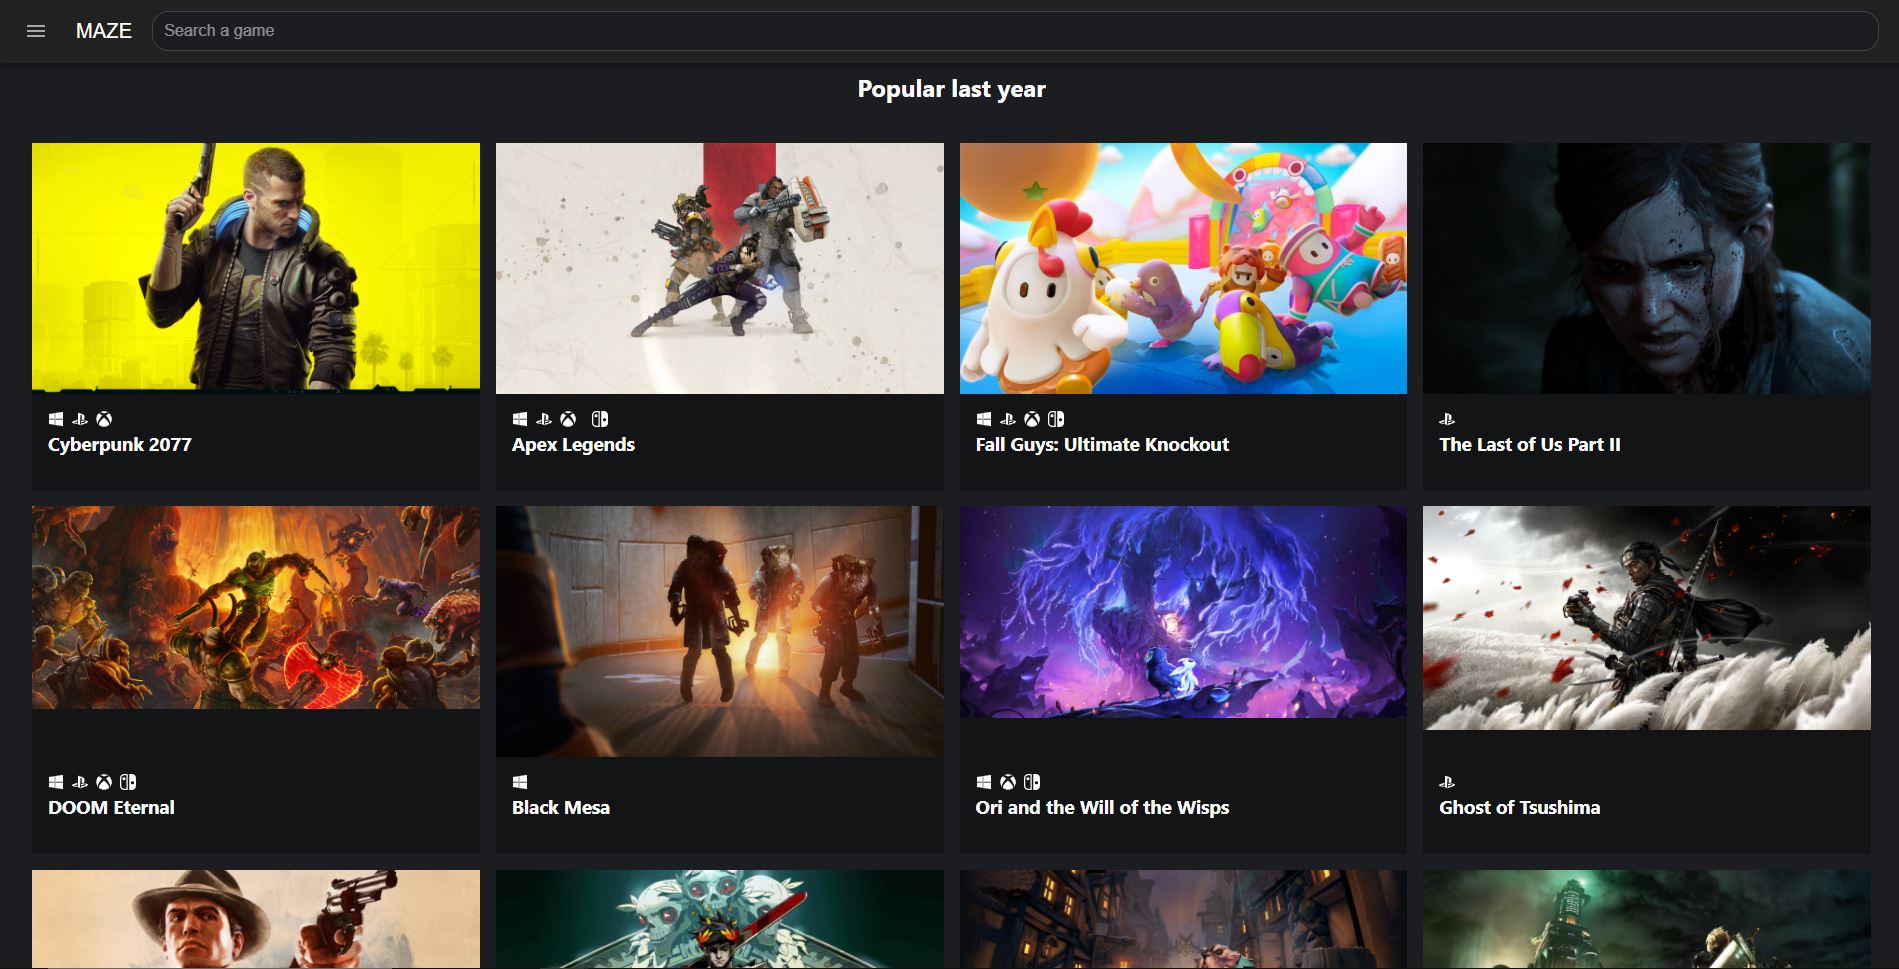 MAZE
Search a game
Popular last year
Cyberpunk 2077
Apex Legends
Fall Guys: Ultimate Knockout
The Last of Us Part II
DOOM Eternal
Black Mesa
Ori and the Will of the Wisps
Ghost of Tsushima